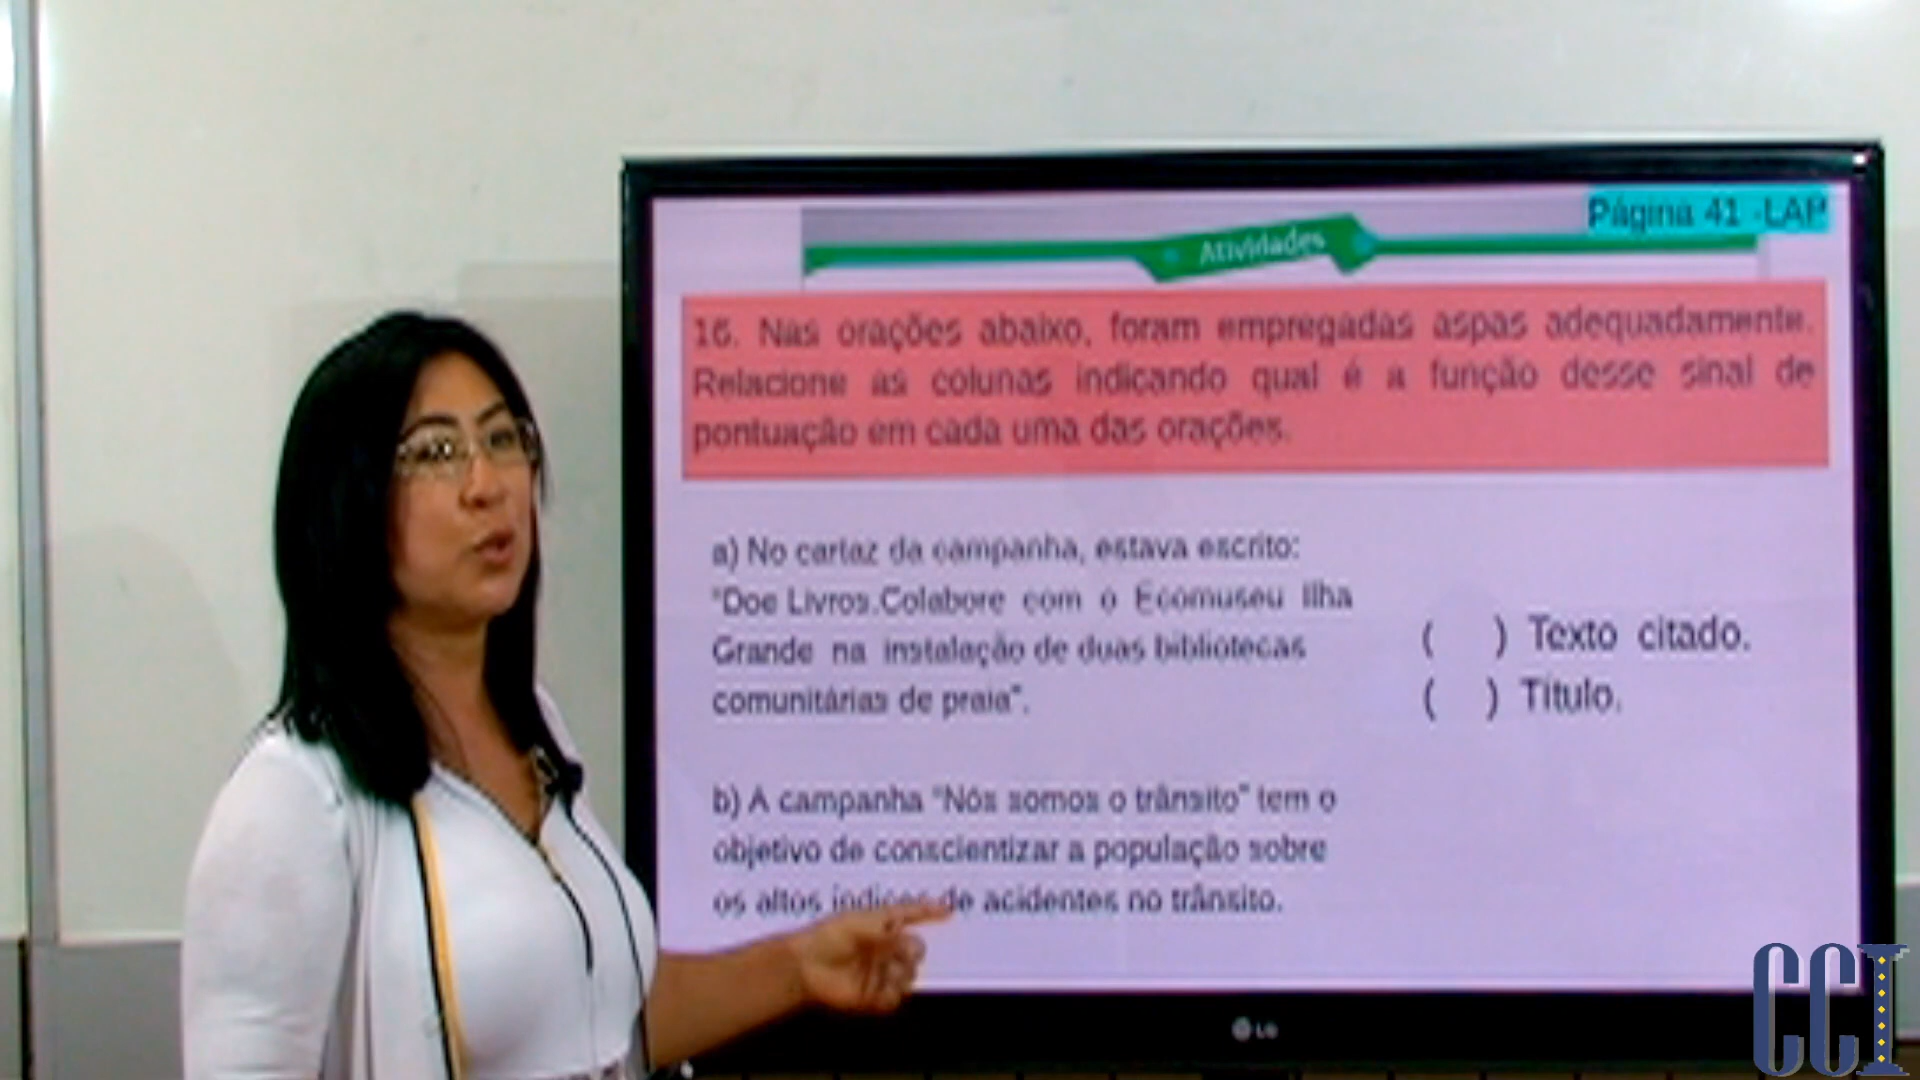 Página 41 -LAP
Atividades
16. Nas orações abaixo, foram empregadas aspas adequadamente.
Relacione as colunas indicando qual é a função desse sinal de
pontuação em cada uma das orações.
a) No cartaz da campanha, estava escrito:
"Doe Livros.Colabore com o Ecomuseu Ilha
Grande na instalação de duas bibliotecas
comunitárias de praia".
( ) Texto citado.
( ) Título.
b) A campanha "Nós somos o trânsito" tem o
objetivo de conscientizar a população sobre
os altos índices de acidentes no trânsito.
LG
CCI